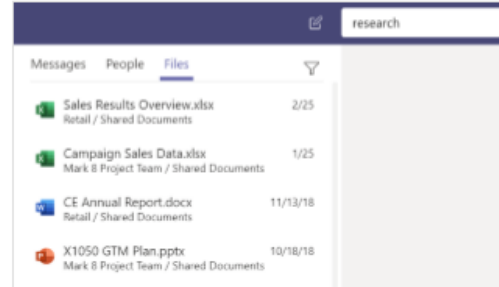 research
Messages People Files
Sales Results Overview.xlsx 2/25
Retail / Shared Documents
Campaign Sales Data.xlsx 1/25
Mark 8 Project Team / Shared Documents
CE Annual Report.docx 11/13/18
Retail / Shared Documents
X1050 GTM Plan.pptx 10/18/18
Mark 8 Project Team / Shared Documents